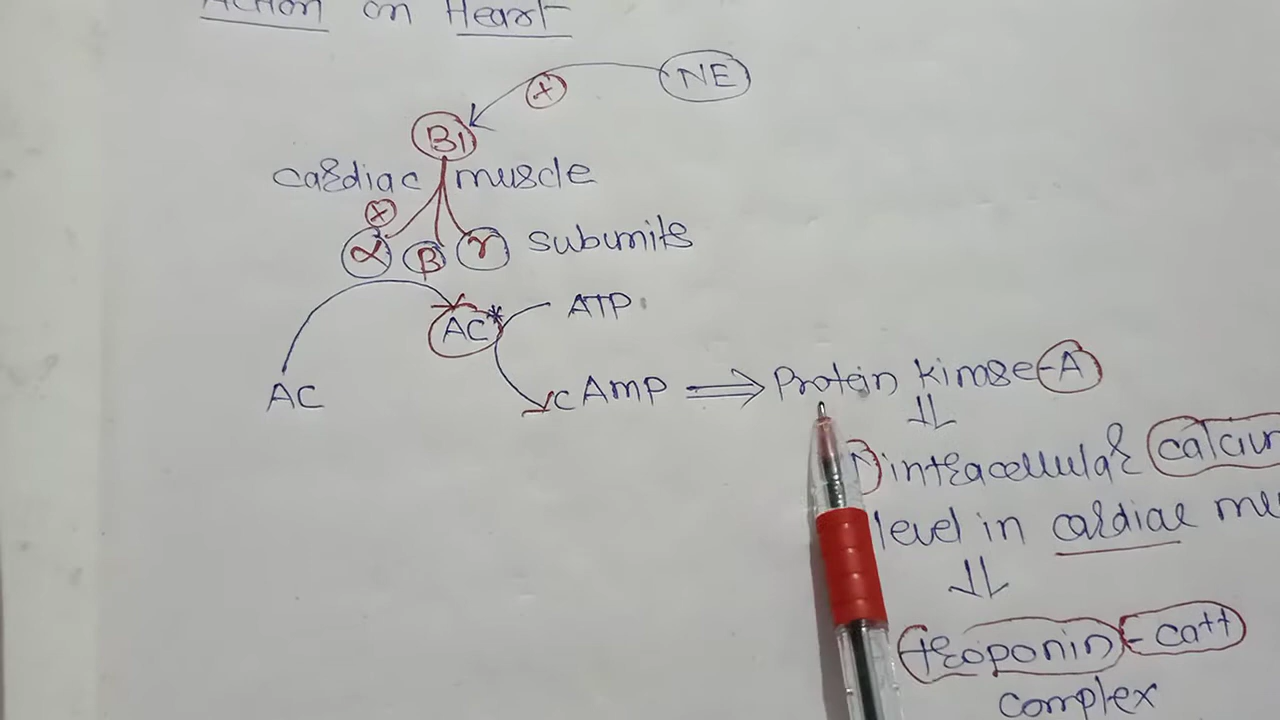 Action on Heart
NE
+
B1
cardiac muscle
+
α B γ subunits
AC* ATP
AC
cAMP ⇒ Protein kinase-A
↑ intracellular calcium
level in cardiac
troponin - ca++
complex